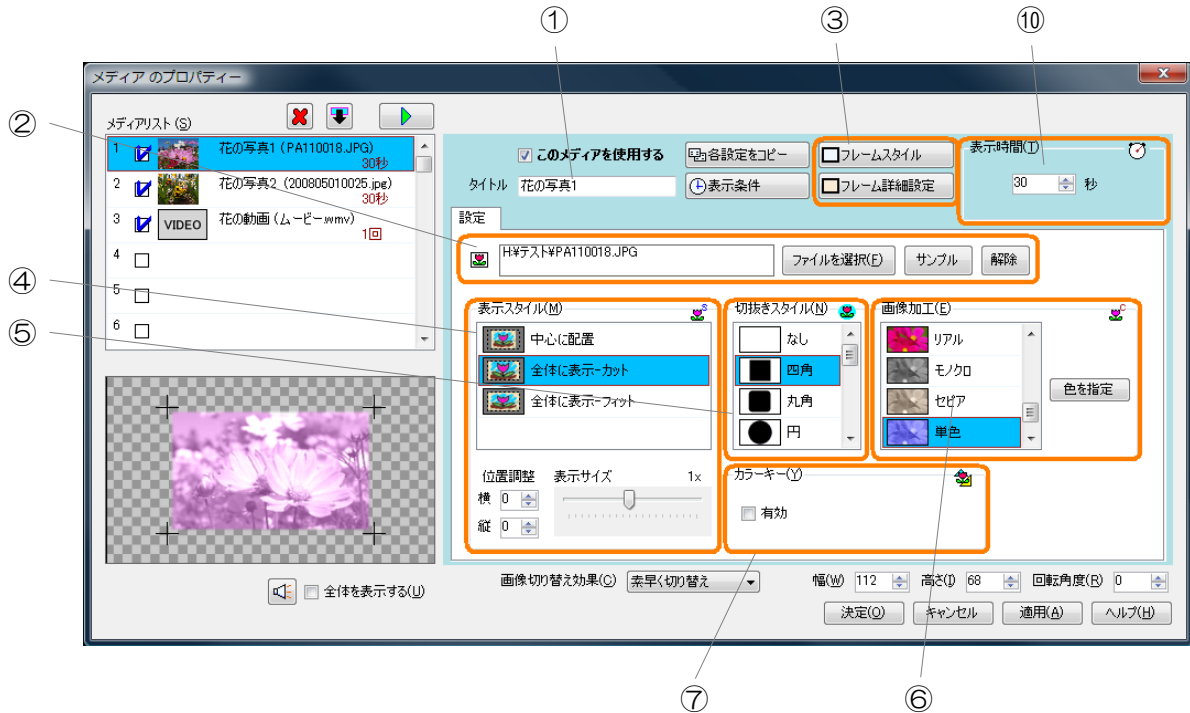 ① ③ ⑩
メディア のプロパティー
②
メディアリスト (S)
1 花の写真1 (PA110018.JPG)
30秒
2 花の写真2 (200805010025.jpg)
30秒
3 VIDEO 花の動画 (ムービー.wmv)
1回
4
5
6
このメディアを使用する 各設定をコピー フレームスタイル 表示時間(T)
タイトル 花の写真1 表示条件 フレーム詳細設定 30 秒
設定
H:¥テスト¥PA110018.JPG ファイルを選択(F) サンプル 解除
④
⑤
表示スタイル(M) 切抜きスタイル(N) 画像加工(E)
中心に配置 なし リアル
全体に表示-カット 四角 モノクロ 色を指定
全体に表示-フィット 丸角 セピア
円 単色
位置調整 表示サイズ 1x カラーキー(Y)
横 0
縦 0
有効
全体を表示する(U) 画像切り替え効果(C) 素早く切り替え 幅(W) 112 高さ(I) 68 回転角度(R) 0
決定(O) キャンセル 適用(A) ヘルプ(H)
⑦ ⑥